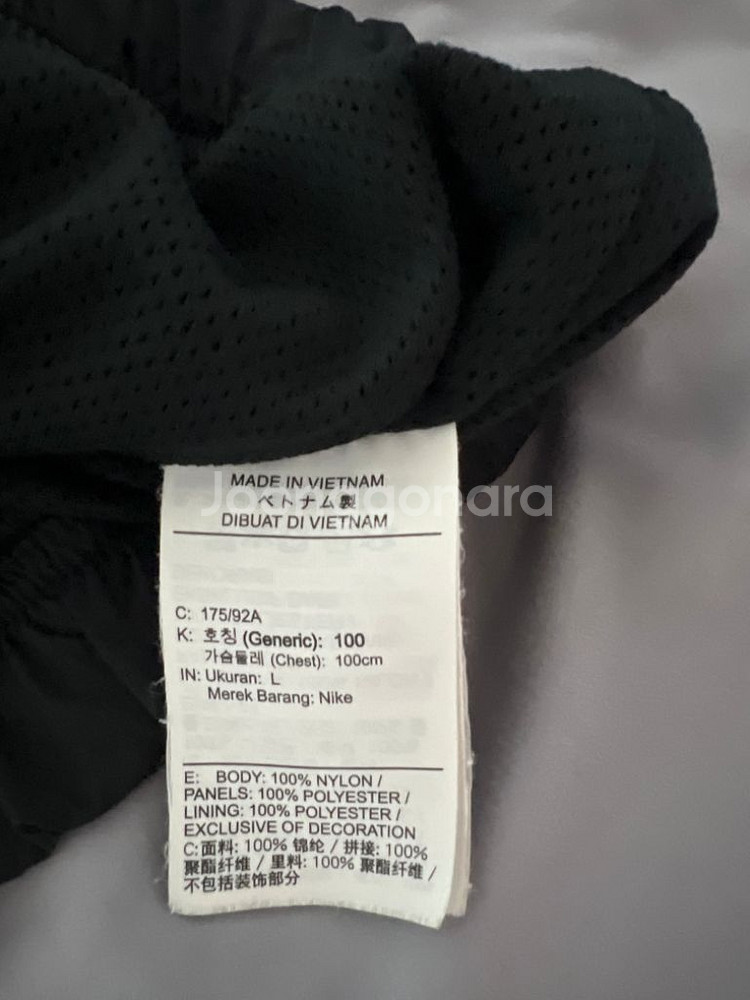 MADE IN VIETNAM
ベトナム製
DIBUAT DI VIETNAM
C: 175/92A
K: 호칭 (Generic): 100
가슴둘레 (Chest): 100cm
IN: Ukuran: L
Merek Barang: Nike
E: BODY: 100% NYLON /
PANELS: 100% POLYESTER /
LINING: 100% POLYESTER /
EXCLUSIVE OF DECORATION
C:面料: 100% 锦纶 / 拼接: 100%
聚酯纤维 / 里料: 100% 聚酯纤维 /
不包括装饰部分